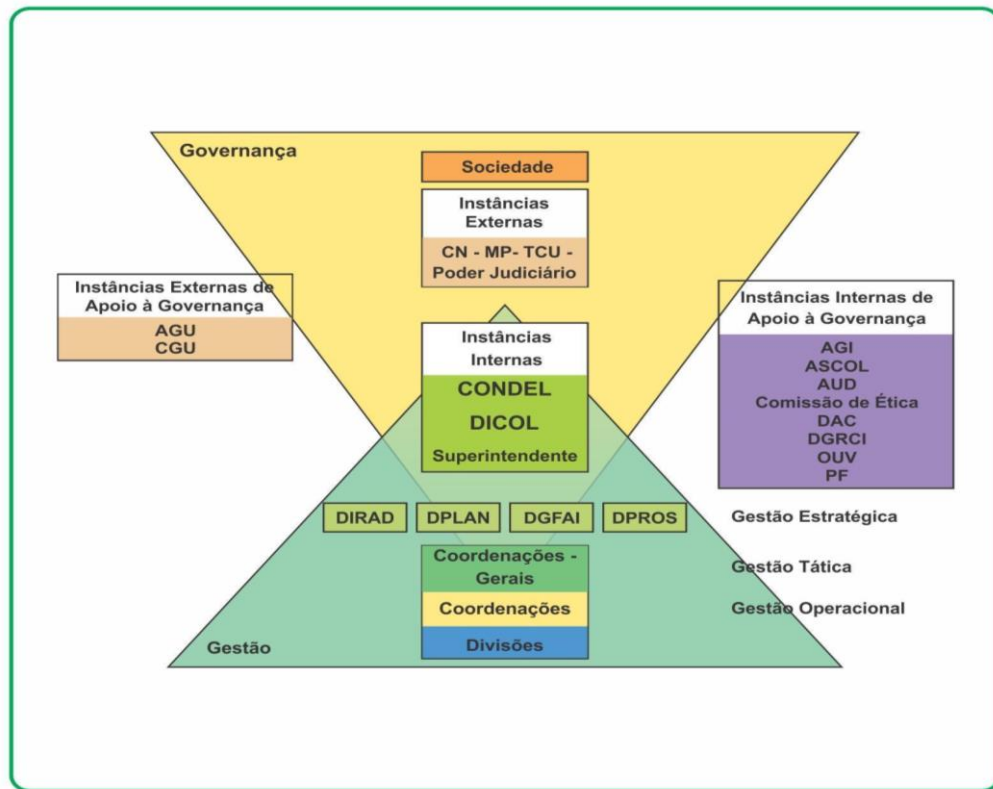 Governança
Sociedade
Instâncias
Externas
CN - MP- TCU -
Poder Judiciário
Instâncias Externas de
Apoio à Governança
AGU
CGU
Instâncias Internas de
Apoio à Governança
AGI
ASCOL
AUD
Comissão de Ética
DAC
DGRCI
OUV
PF
Instâncias
Internas
CONDEL
DICOL
Superintendente
DIRAD
DPLAN
DGFAI
DPROS
Gestão Estratégica
Coordenações -
Gerais
Gestão Tática
Coordenações
Gestão Operacional
Divisões
Gestão